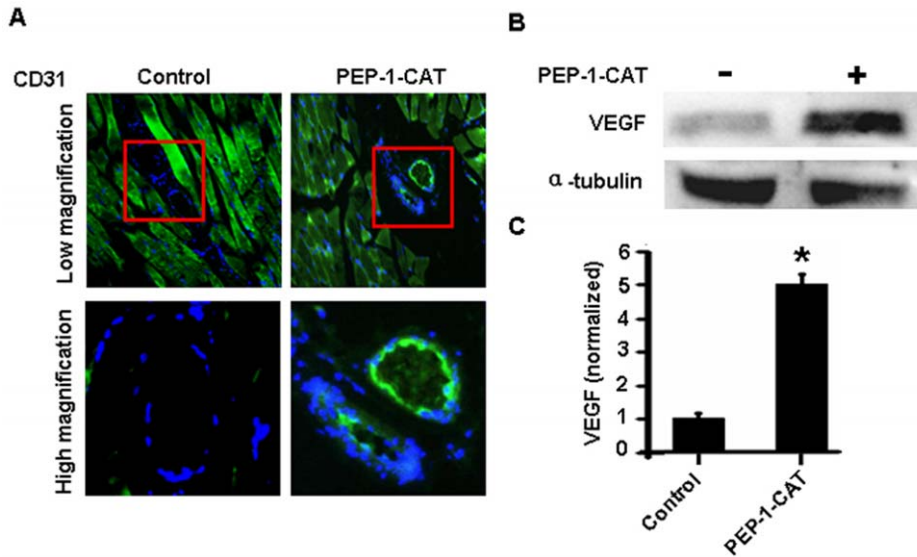 A
CD31
Control
PEP-1-CAT
Low magnification
High magnification
B
PEP-1-CAT
-
+
VEGF
α-tubulin
C
VEGF (normalized)
6
5
4
3
2
1
0
*
Control
PEP-1-CAT